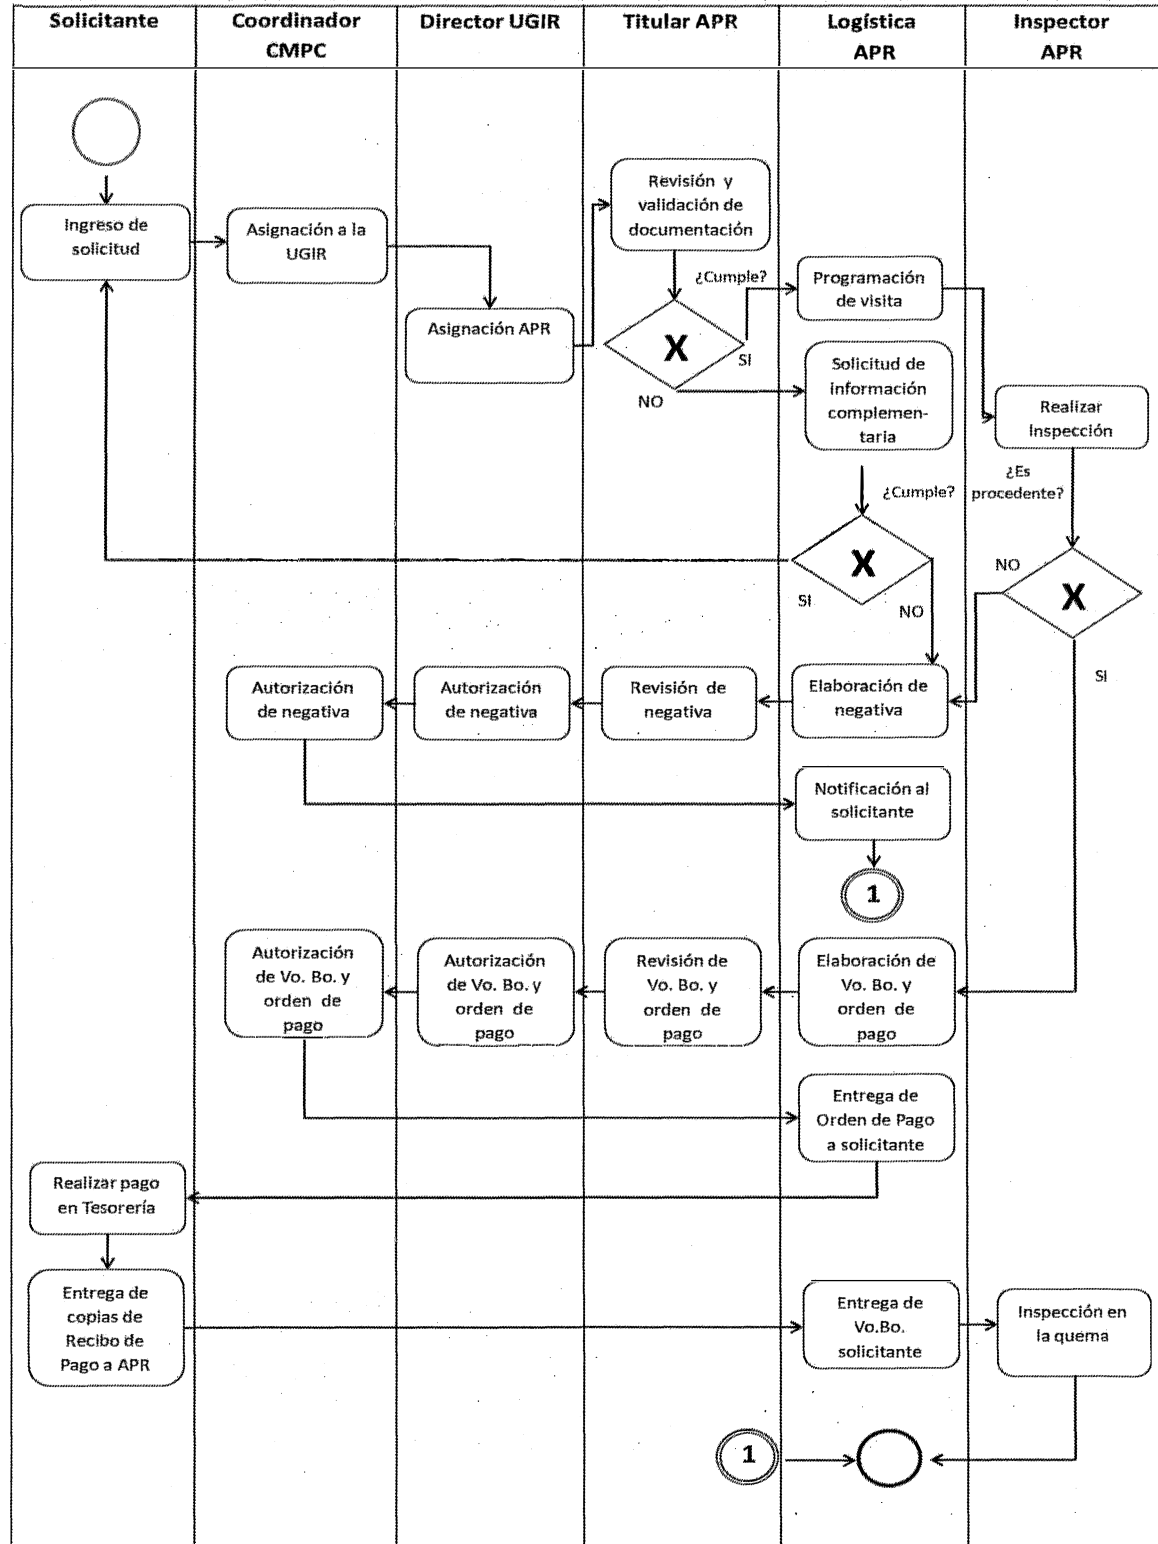 Solicitante
Coordinador
CMPC
Director UGIR
Titular APR
Logística
APR
Inspector
APR
Ingreso de
solicitud
Asignación a la
UGIR
Asignación APR
Revisión y
validación de
documentación
¿Cumple?
X
SI
NO
Programación
de visita
Solicitud de
información
complemen-
taria
Realizar
Inspección
¿Cumple?
X
SI
NO
¿Es
procedente?
NO
X
SI
Autorización
de negativa
Autorización
de negativa
Revisión de
negativa
Elaboración de
negativa
Notificación al
solicitante
1
Autorización
de Vo. Bo. y
orden de
pago
Autorización
de Vo. Bo. y
orden de
pago
Revisión de
Vo. Bo. y
orden de
pago
Elaboración de
Vo. Bo. y
orden de
pago
Entrega de
Orden de Pago
a solicitante
Realizar pago
en Tesorería
Entrega de
copias de
Recibo de
Pago a APR
Entrega de
Vo.Bo.
solicitante
Inspección en
la quema
1